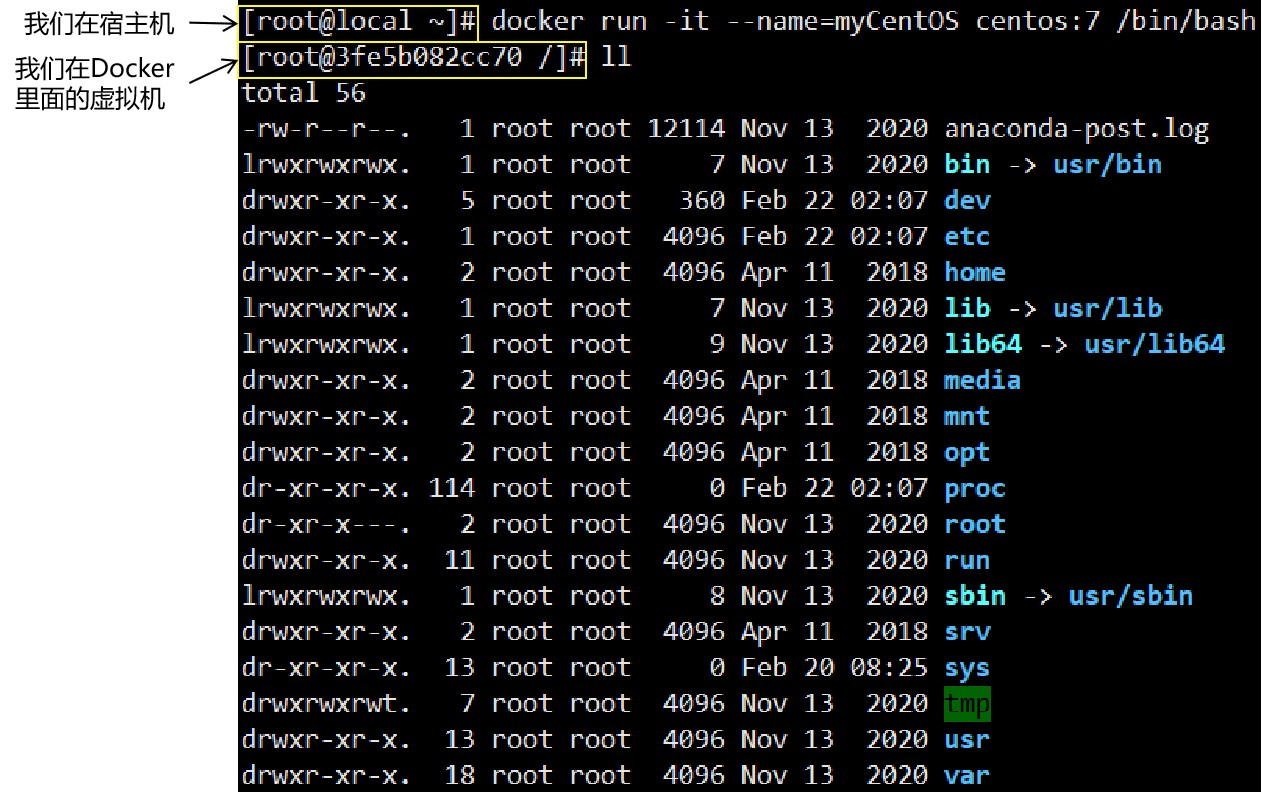 我们在宿主机
[root@local ~]# docker run -it --name=myCentOS centos:7 /bin/bash
我们在Docker
里面的虚拟机
[root@3fe5b082cc70 /]# ll
total 56
-rw-r--r--.   1 root root 12114 Nov 13  2020 anaconda-post.log
lrwxrwxrwx.   1 root root     7 Nov 13  2020 bin -> usr/bin
drwxr-xr-x.   5 root root   360 Feb 22 02:07 dev
drwxr-xr-x.   1 root root  4096 Feb 22 02:07 etc
drwxr-xr-x.   2 root root  4096 Apr 11  2018 home
lrwxrwxrwx.   1 root root     7 Nov 13  2020 lib -> usr/lib
lrwxrwxrwx.   1 root root     9 Nov 13  2020 lib64 -> usr/lib64
drwxr-xr-x.   2 root root  4096 Apr 11  2018 media
drwxr-xr-x.   2 root root  4096 Apr 11  2018 mnt
drwxr-xr-x.   2 root root  4096 Apr 11  2018 opt
dr-xr-xr-x. 114 root root     0 Feb 22 02:07 proc
dr-xr-x---.   2 root root  4096 Nov 13  2020 root
drwxr-xr-x.  11 root root  4096 Nov 13  2020 run
lrwxrwxrwx.   1 root root     8 Nov 13  2020 sbin -> usr/sbin
drwxr-xr-x.   2 root root  4096 Apr 11  2018 srv
dr-xr-xr-x.  13 root root     0 Feb 20 08:25 sys
drwxrwxrwt.   7 root root  4096 Nov 13  2020 tmp
drwxr-xr-x.  13 root root  4096 Nov 13  2020 usr
drwxr-xr-x.  18 root root  4096 Nov 13  2020 var